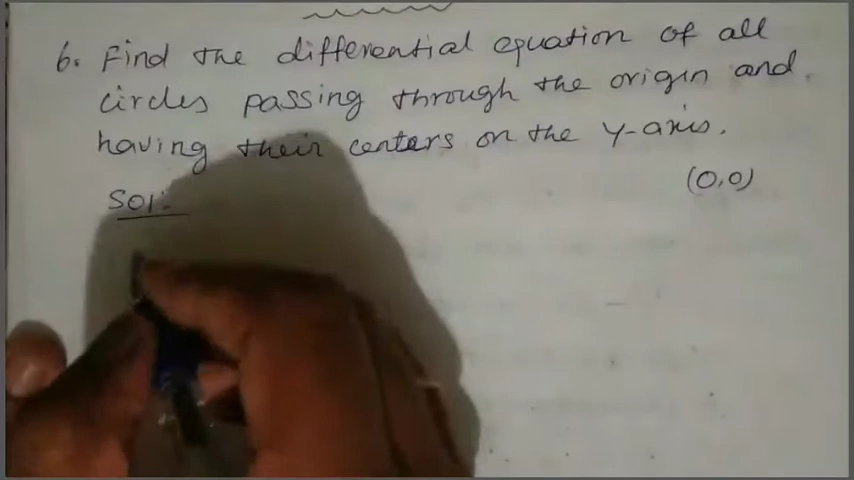 6. Find the differential equation of all
circles passing through the origin and
having their centers on the y-axis.
(0,0)
Sol: